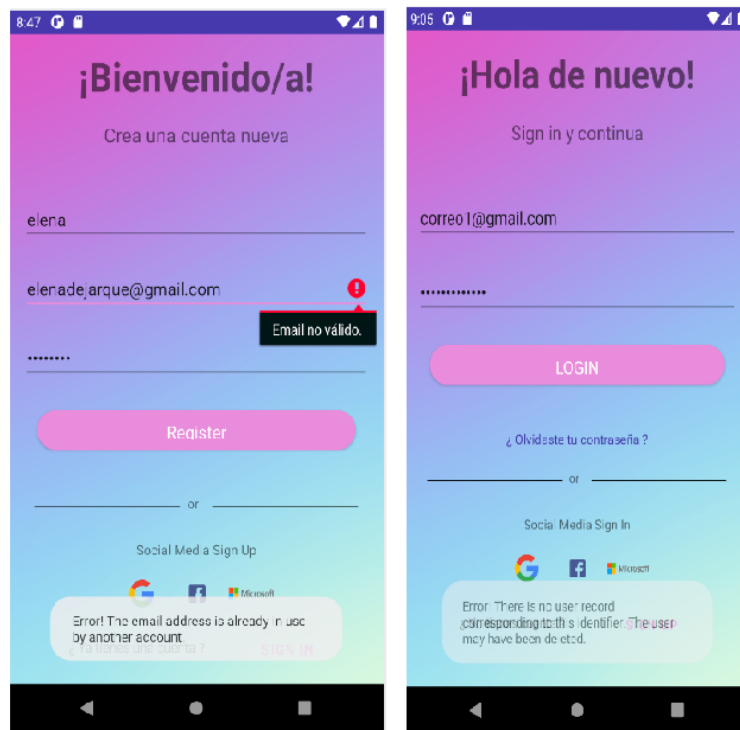 8:47
¡Bienvenido/a!
Crea una cuenta nueva
elena
elenadejarque@gmail.com
Email no válido.
Register
or
Social Media Sign Up
Microsoft
Error! The email address is already in use
by another account.
¿ Ya tienes una cuenta ? SIGN IN
9:05
¡Hola de nuevo!
Sign in y continua
correo1@gmail.com
LOGIN
¿ Olvidaste tu contraseña ?
or
Social Media Sign In
Microsoft
Error! There is no user record
corresponding to this identifier. The user
may have been deleted.